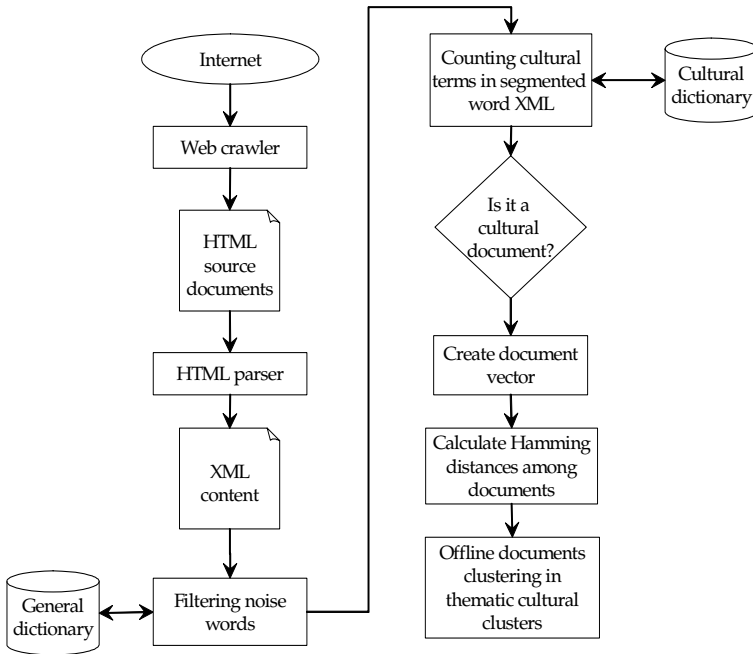 Internet
Web crawler
HTML
source
documents
HTML parser
XML
content
General
dictionary
Filtering noise
words
Counting cultural
terms in segmented
word XML
Cultural
dictionary
Is it a
cultural
document?
Create document
vector
Calculate Hamming
distances among
documents
Offline documents
clustering in
thematic cultural
clusters